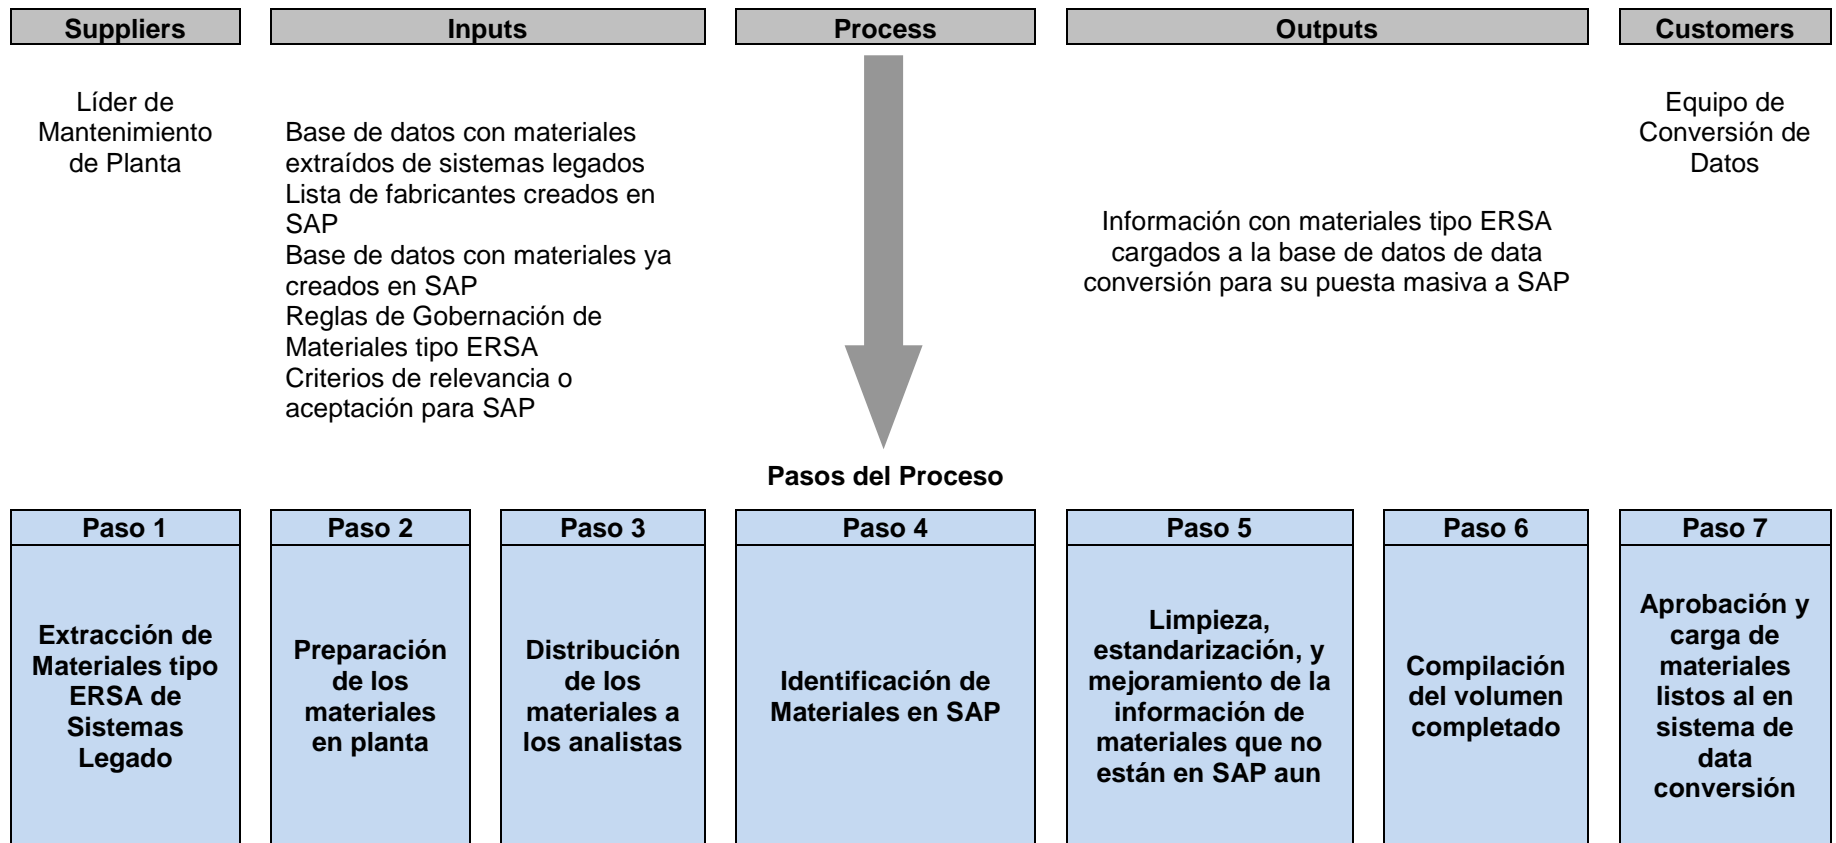 Suppliers
Inputs
Process
Outputs
Customers
Líder de
Mantenimiento
de Planta
Base de datos con materiales
extraídos de sistemas legados
Lista de fabricantes creados en
SAP
Base de datos con materiales ya
creados en SAP
Reglas de Gobernación de
Materiales tipo ERSA
Criterios de relevancia o
aceptación para SAP
Información con materiales tipo ERSA
cargados a la base de datos de data
conversión para su puesta masiva a SAP
Equipo de
Conversión de
Datos
Pasos del Proceso
Paso 1
Extracción de
Materiales tipo
ERSA de
Sistemas
Legado
Paso 2
Preparación
de los
materiales
en planta
Paso 3
Distribución
de los
materiales a
los analistas
Paso 4
Identificación de
Materiales en SAP
Paso 5
Limpieza,
estandarización, y
mejoramiento de la
información de
materiales que no
están en SAP aun
Paso 6
Compilación
del volumen
completado
Paso 7
Aprobación y
carga de
materiales
listos al en
sistema de
data
conversión